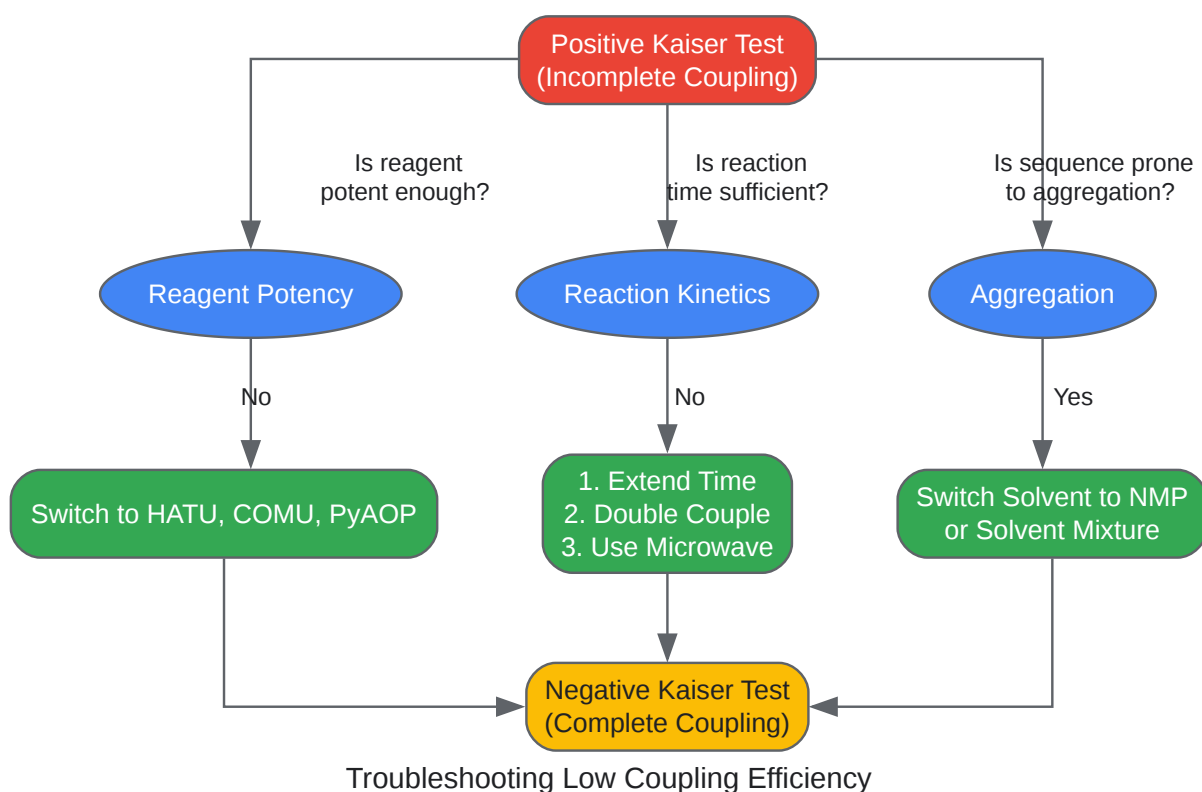 Positive Kaiser Test
(Incomplete Coupling)
Is reagent
potent enough?
Is reaction
time sufficient?
Is sequence prone
to aggregation?
Reagent Potency
Reaction Kinetics
Aggregation
No
No
Yes
Switch to HATU, COMU, PyAOP
1. Extend Time
2. Double Couple
3. Use Microwave
Switch Solvent to NMP
or Solvent Mixture
Negative Kaiser Test
(Complete Coupling)
Troubleshooting Low Coupling Efficiency